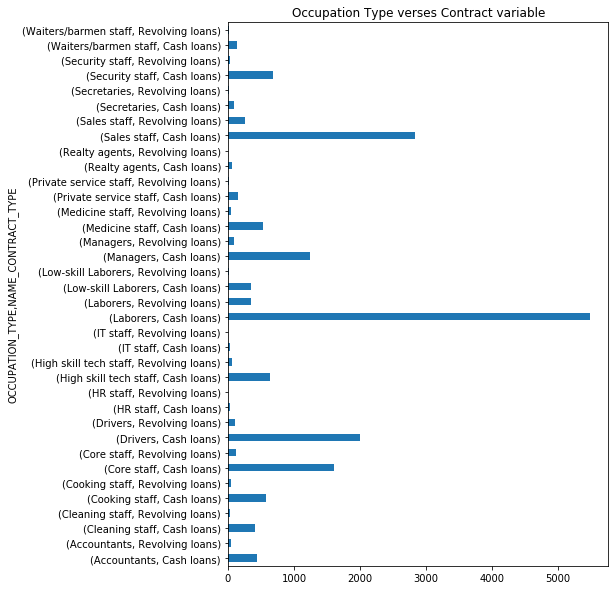 Occupation Type verses Contract variable
(Waiters/barmen staff, Revolving loans)
(Waiters/barmen staff, Cash loans)
(Security staff, Revolving loans)
(Security staff, Cash loans)
(Secretaries, Revolving loans)
(Secretaries, Cash loans)
(Sales staff, Revolving loans)
(Sales staff, Cash loans)
(Realty agents, Revolving loans)
(Realty agents, Cash loans)
(Private service staff, Revolving loans)
(Private service staff, Cash loans)
(Medicine staff, Revolving loans)
(Medicine staff, Cash loans)
(Managers, Revolving loans)
(Managers, Cash loans)
(Low-skill Laborers, Revolving loans)
(Low-skill Laborers, Cash loans)
(Laborers, Revolving loans)
(Laborers, Cash loans)
(IT staff, Revolving loans)
(IT staff, Cash loans)
(High skill tech staff, Revolving loans)
(High skill tech staff, Cash loans)
(HR staff, Revolving loans)
(HR staff, Cash loans)
(Drivers, Revolving loans)
(Drivers, Cash loans)
(Core staff, Revolving loans)
(Core staff, Cash loans)
(Cooking staff, Revolving loans)
(Cooking staff, Cash loans)
(Cleaning staff, Revolving loans)
(Cleaning staff, Cash loans)
(Accountants, Revolving loans)
(Accountants, Cash loans)
OCCUPATION_TYPE,NAME_CONTRACT_TYPE
0 1000 2000 3000 4000 5000